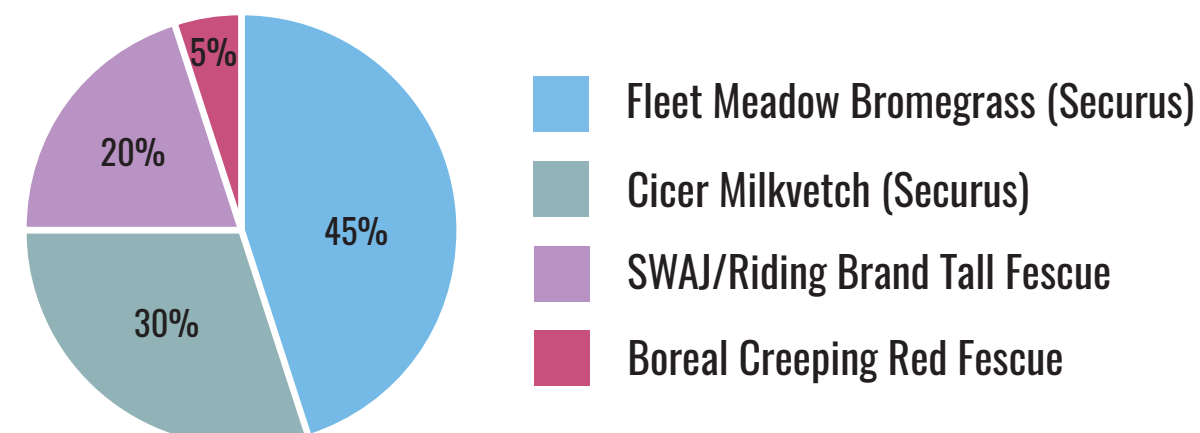 5%
20%
45%
30%
Fleet Meadow Bromegrass (Securus)
Cicer Milkvetch (Securus)
SWAJ/Riding Brand Tall Fescue
Boreal Creeping Red Fescue